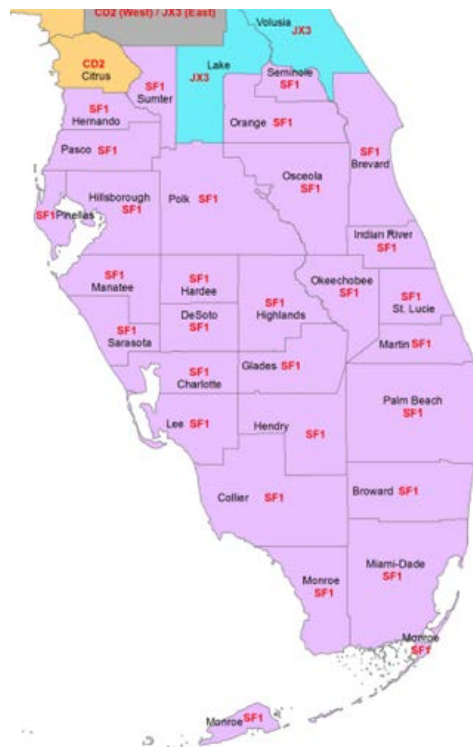 CD2 (West) / JX3 (East)
Volusia
JX3
CD2
Citrus
SF1
Sumter
JX3
Lake
Seminole
SF1
SF1
Hernando
Orange SF1
SF1
Brevard
Pasco SF1
Osceola
SF1
Hillsborough
SF1
Polk SF1
SF1 Pinellas
Indian River
SF1
SF1
Manatee
SF1
Hardee
SF1
Highlands
Okeechobee
SF1
SF1
St. Lucie
DeSoto
SF1
SF1
Sarasota
Martin SF1
SF1
Charlotte
Glades SF1
Palm Beach
SF1
Lee SF1
Hendry SF1
Collier SF1
Broward SF1
Miami-Dade
SF1
Monroe
SF1
Monroe
SF1
Monroe SF1